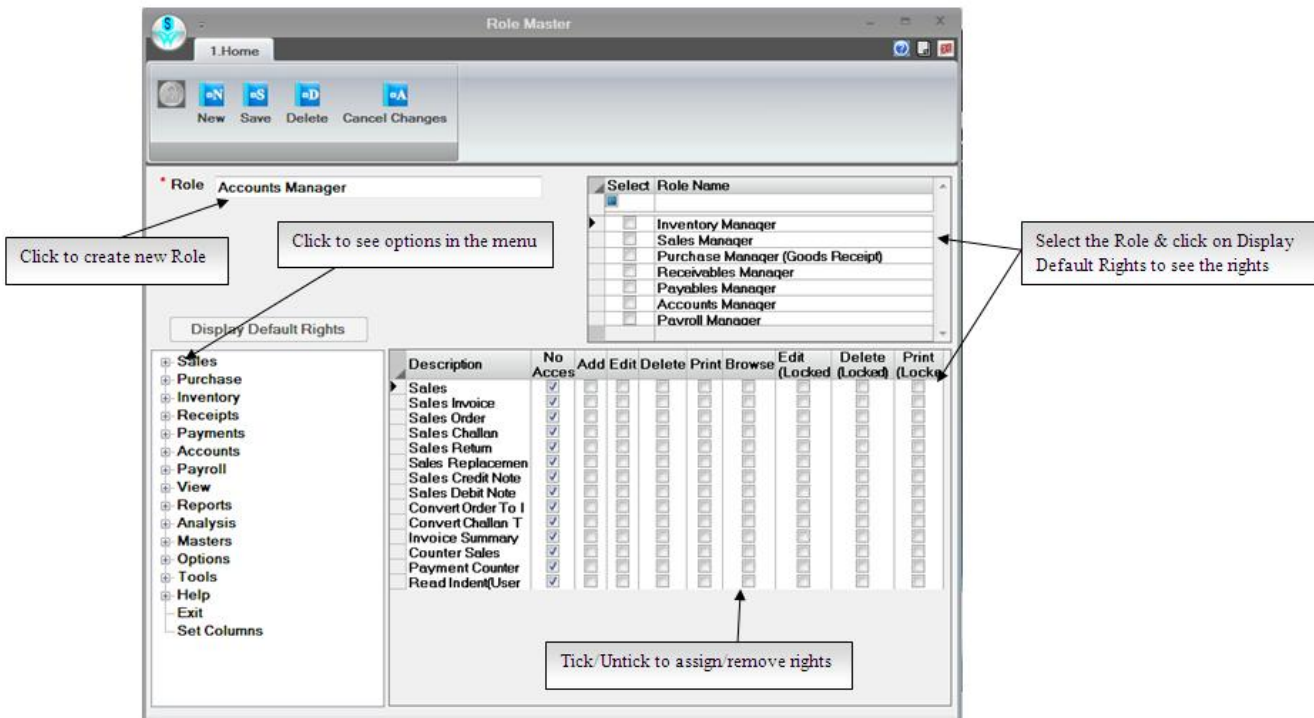 Role Master
1.Home
New Save Delete Cancel Changes
* Role Accounts Manager
Select Role Name
Inventory Manager
Sales Manager
Purchase Manager (Goods Receipt)
Receivables Manager
Payables Manager
Accounts Manager
Payroll Manager
Click to create new Role
Click to see options in the menu
Select the Role & click on Display
Default Rights to see the rights
Display Default Rights
Sales
Purchase
Inventory
Receipts
Payments
Accounts
Payroll
View
Reports
Analysis
Masters
Options
Tools
Help
Exit
Set Columns
Description No Acces Add Edit Delete Print Browse Edit (Locked Delete (Locked) Print (Locke
Sales
Sales Invoice
Sales Order
Sales Challan
Sales Return
Sales Replacemen
Sales Credit Note
Sales Debit Note
Convert Order To I
Convert Challan T
Invoice Summary
Counter Sales
Payment Counter
Read Indent(User
Tick/Untick to assign/remove rights